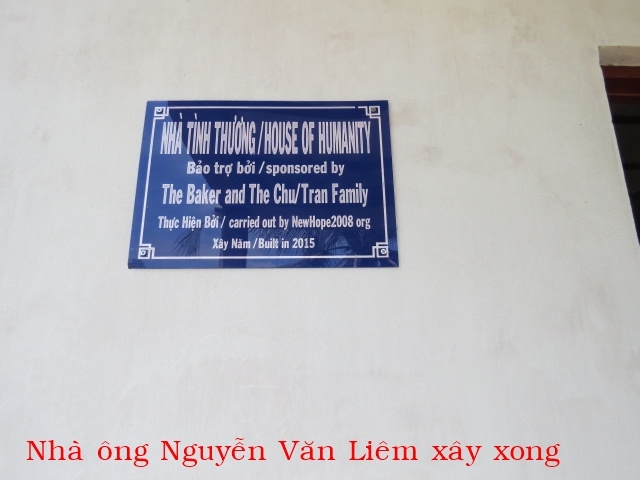 NHÀ TÌNH THƯƠNG / HOUSE OF HUMANITY
Bảo trợ bởi / sponsored by
The Baker and The Chu/Tran Family
Thực Hiện Bởi / carried out by NewHope2008 org
Xây Năm / Built in 2015
Nhà ông Nguyễn Văn Liêm xây xong